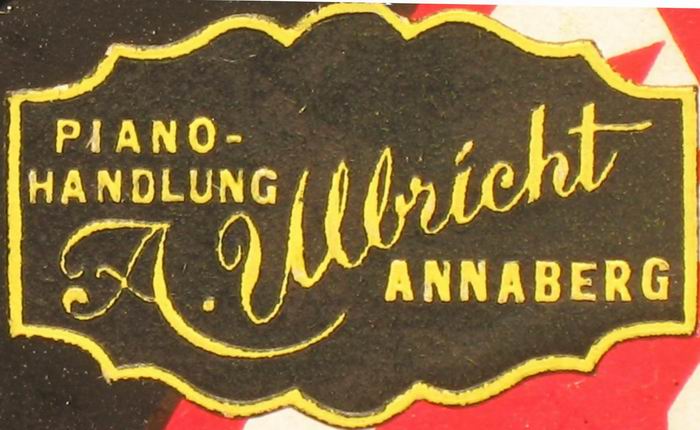 PIANO-
HANDLUNG
A. Ulbricht
ANNABERG